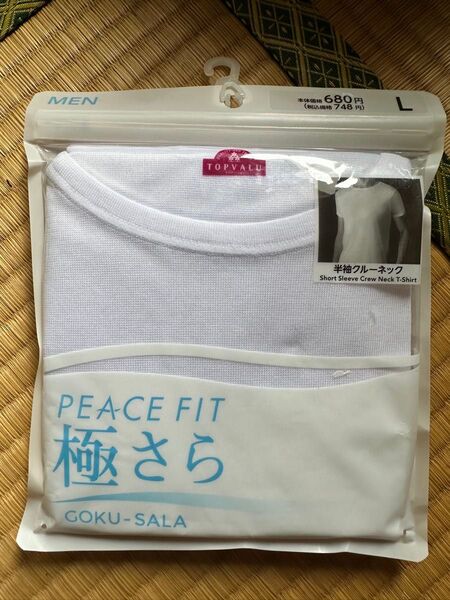 MEN
本体価格 680円
(税込価格 748円)
L
TOPVALU
半袖クルーネック
Short Sleeve Crew Neck T-Shirt
PEACE FIT
極さら
GOKU-SALA